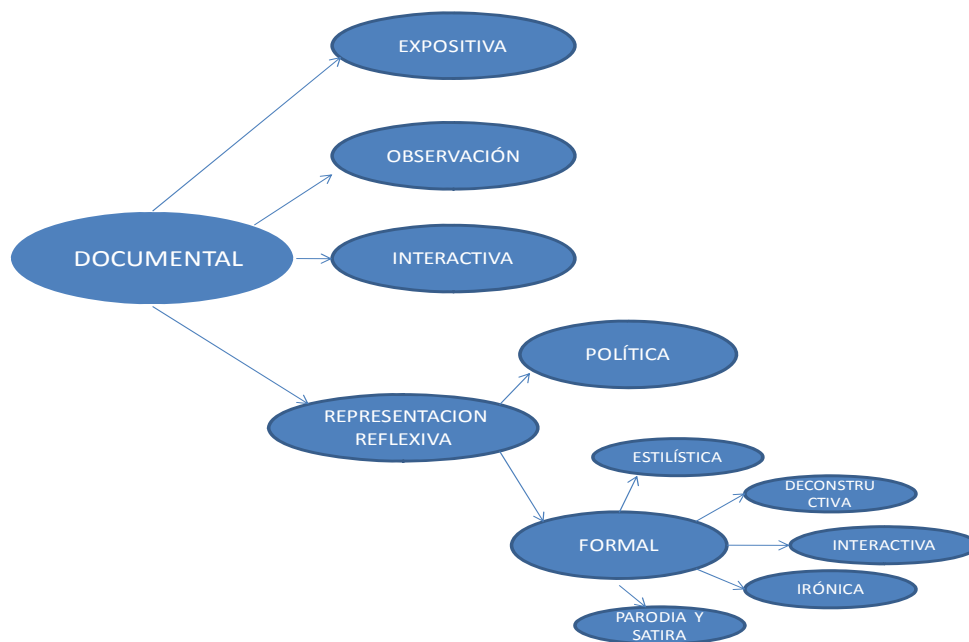 EXPOSITIVA
OBSERVACIÓN
DOCUMENTAL
INTERACTIVA
POLÍTICA
REPRESENTACION
REFLEXIVA
ESTILÍSTICA
DECONSTRU
CTIVA
FORMAL
INTERACTIVA
IRÓNICA
PARODIA Y
SATIRA